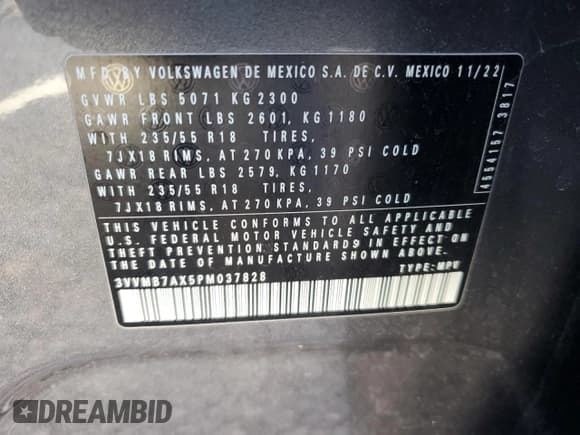 MFD. BY VOLKSWAGEN DE MEXICO S.A. DE C.V. MEXICO 11/22
GVWR LBS 5071 KG 2300
GAWR FRONT LBS 2601, KG 1180
WITH 235/55 R18 TIRES,
7JX18 RIMS, AT 270 KPA, 39 PSI COLD
GAWR REAR LBS 2579, KG 1170
WITH 235/55 R18 TIRES,
7JX18 RIMS, AT 270 KPA, 39 PSI COLD
THIS VEHICLE CONFORMS TO ALL APPLICABLE
U.S. FEDERAL MOTOR VEHICLE SAFETY AND
THEFT PREVENTION STANDARDS IN EFFECT ON
THE DATE OF MANUFACTURE SHOWN ABOVE.
3VVMB7AX5PM037828 TYPE: MPV
4554157 3817
DREAMBID